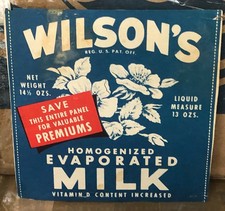 WILSON'S
REG. U. S. PAT. OFF.
NET
WEIGHT
14½ OZS.
LIQUID
MEASURE
13 OZS.
SAVE
THIS ENTIRE PANEL
FOR VALUABLE
PREMIUMS
HOMOGENIZED
EVAPORATED
MILK
VITAMIN D CONTENT INCREASED